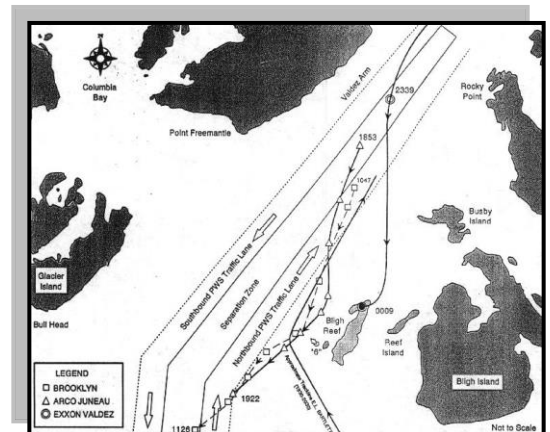 Columbia
Bay
Point Freemantle
Valdez Arm
2339
Rocky
Point
1853
1047
Southbound PWS Traffic Lane
Separation Zone
Northbound PWS Traffic Lane
Busby
Island
Glacier
Island
Bull Head
0009
Bligh
Reef
"6"
Reef
Island
Bligh Island
LEGEND
BROOKLYN
ARCO JUNEAU
EXXON VALDEZ
1922
1126
Not to Scale